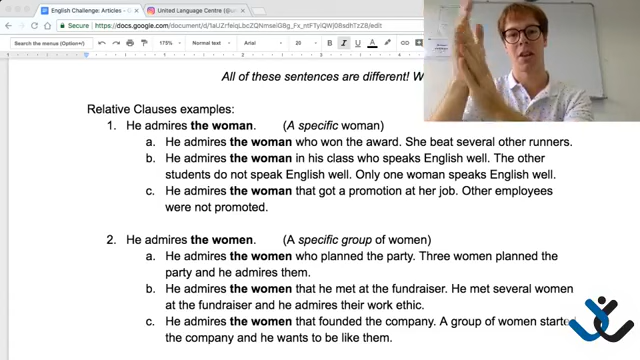 English Challenge: Articles - G
United Language Centre (@un
Secure
https://docs.google.com/document/d/1aUZrfeiqLbcZQNmseiG8g_Fx_ntFTyIQWJ08sdhTzZ8/edit
Search the menus (Option+/)
175%
Normal text
Arial
20
B I U A
All of these sentences are different! W
Relative Clauses examples:
1. He admires the woman. (A specific woman)
a. He admires the woman who won the award. She beat several other runners.
b. He admires the woman in his class who speaks English well. The other
students do not speak English well. Only one woman speaks English well.
c. He admires the woman that got a promotion at her job. Other employees
were not promoted.
2. He admires the women. (A specific group of women)
a. He admires the women who planned the party. Three women planned the
party and he admires them.
b. He admires the women that he met at the fundraiser. He met several women
at the fundraiser and he admires their work ethic.
c. He admires the women that founded the company. A group of women started
the company and he wants to be like them.